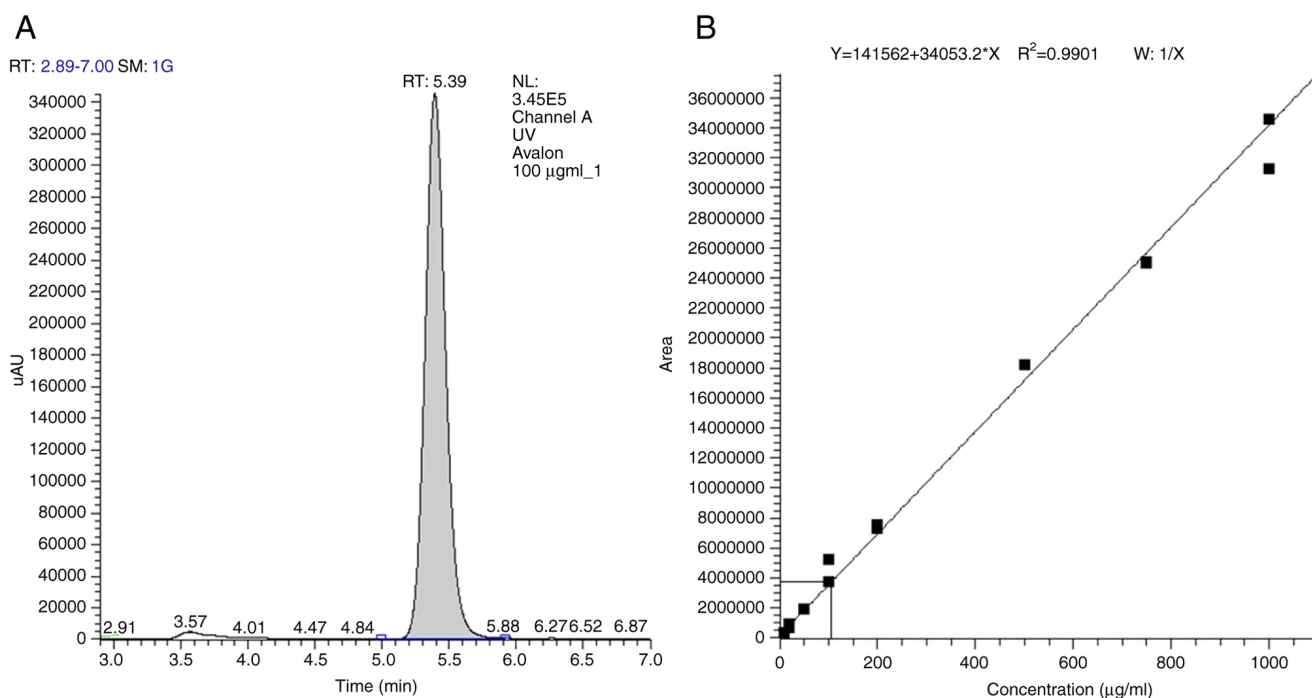 A
RT: 2.89-7.00 SM: 1G
RT: 5.39
NL:
3.45E5
Channel A
UV
Avalon
100 μgml_1
340000
320000
300000
280000
260000
240000
220000
200000
180000
160000
140000
120000
100000
80000
60000
40000
20000
0
uAU
2.91 3.57 4.01 4.47 4.84 5.88 6.27 6.52 6.87
3.0 3.5 4.0 4.5 5.0 5.5 6.0 6.5 7.0
Time (min)
B
Y=141562+34053.2*X R²=0.9901 W: 1/X
36000000
34000000
32000000
30000000
28000000
26000000
24000000
22000000
20000000
18000000
16000000
14000000
12000000
10000000
8000000
6000000
4000000
2000000
0
Area
0 200 400 600 800 1000
Concentration (μg/ml)